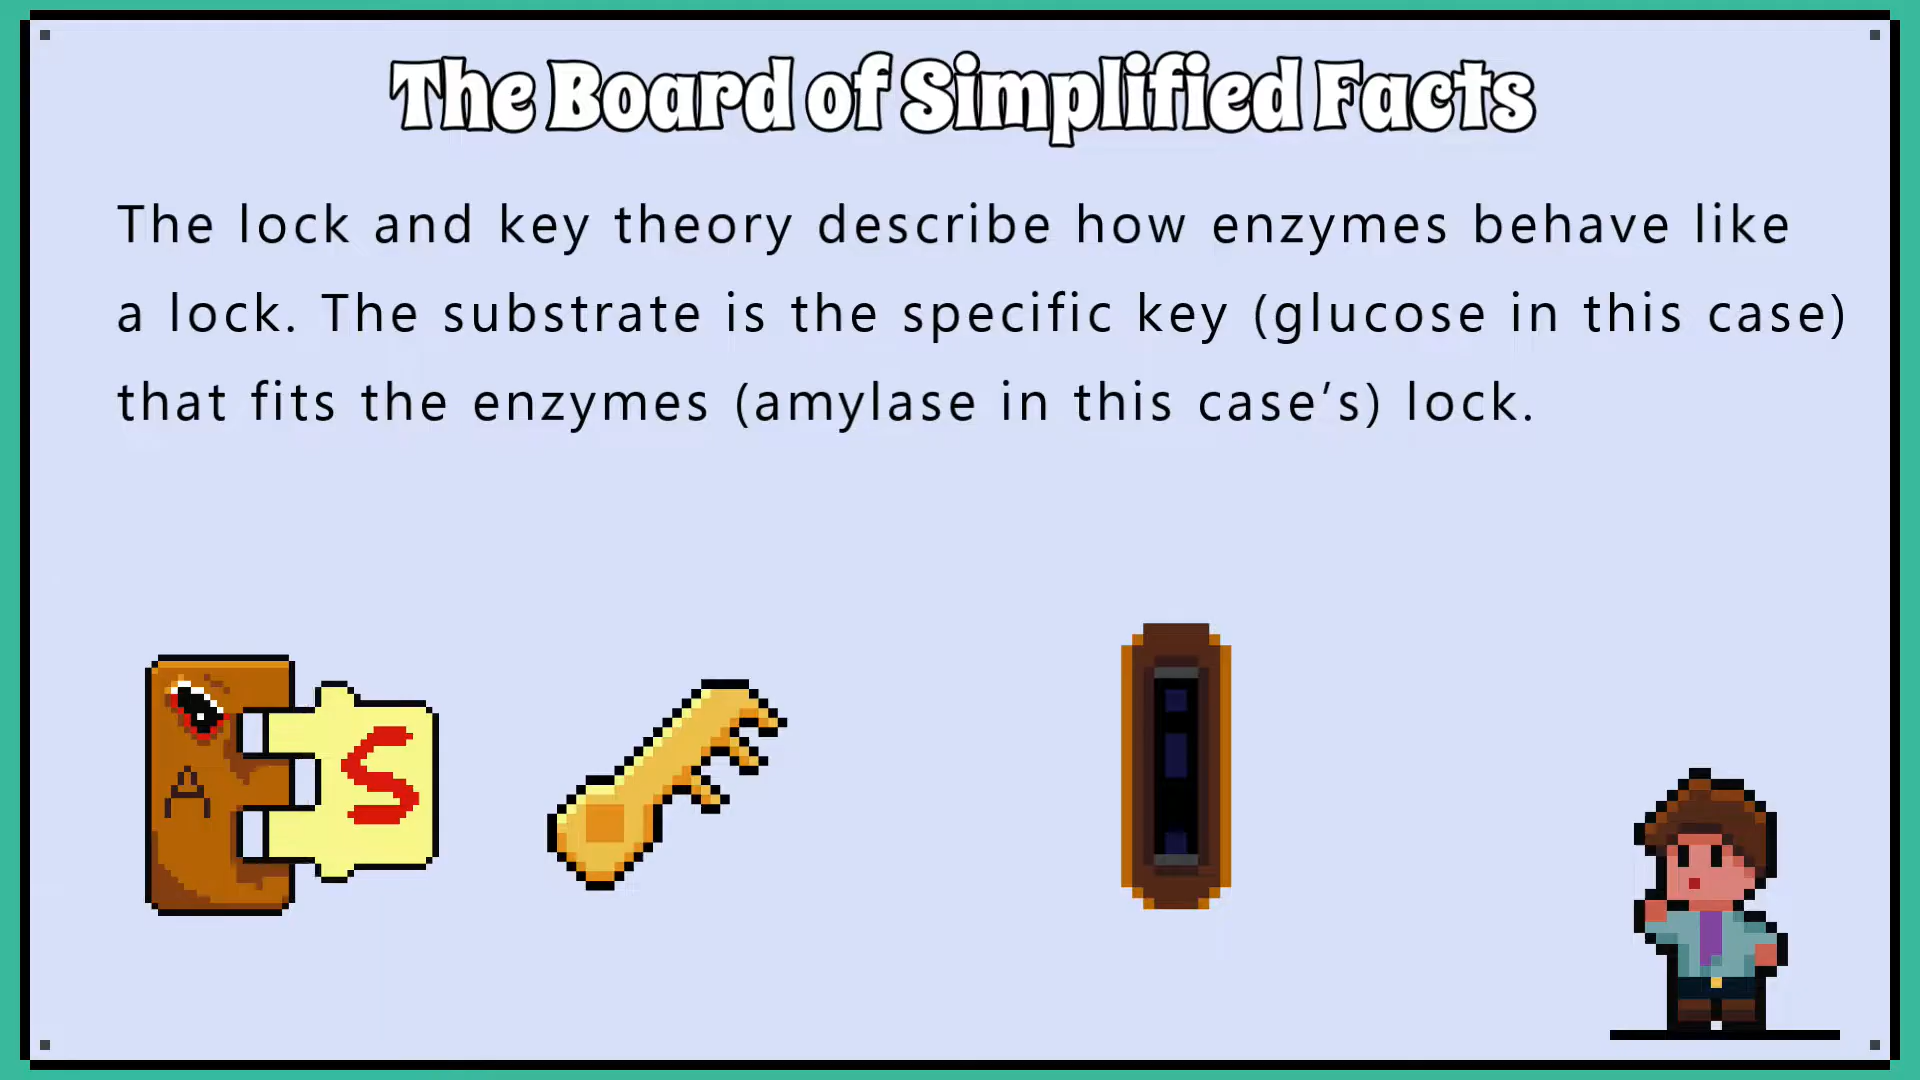 The Board of Simplified Facts
The lock and key theory describe how enzymes behave like
a lock. The substrate is the specific key (glucose in this case)
that fits the enzymes (amylase in this case’s) lock.
A
S